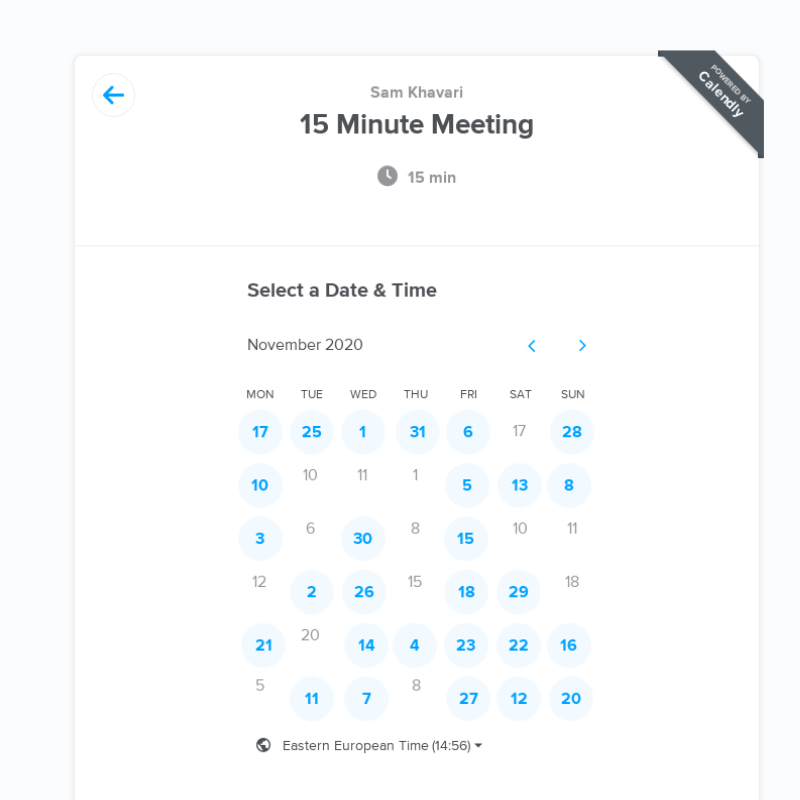 POWERED BY
Calendly
Sam Khavari
15 Minute Meeting
15 min
Select a Date & Time
November 2020
MON TUE WED THU FRI SAT SUN
17 25 1 31 6 17 28
10 10 11 1 5 13 8
3 6 30 8 15 10 11
12 2 26 15 18 29 18
21 20 14 4 23 22 16
5 11 7 8 27 12 20
Eastern European Time (14:56)